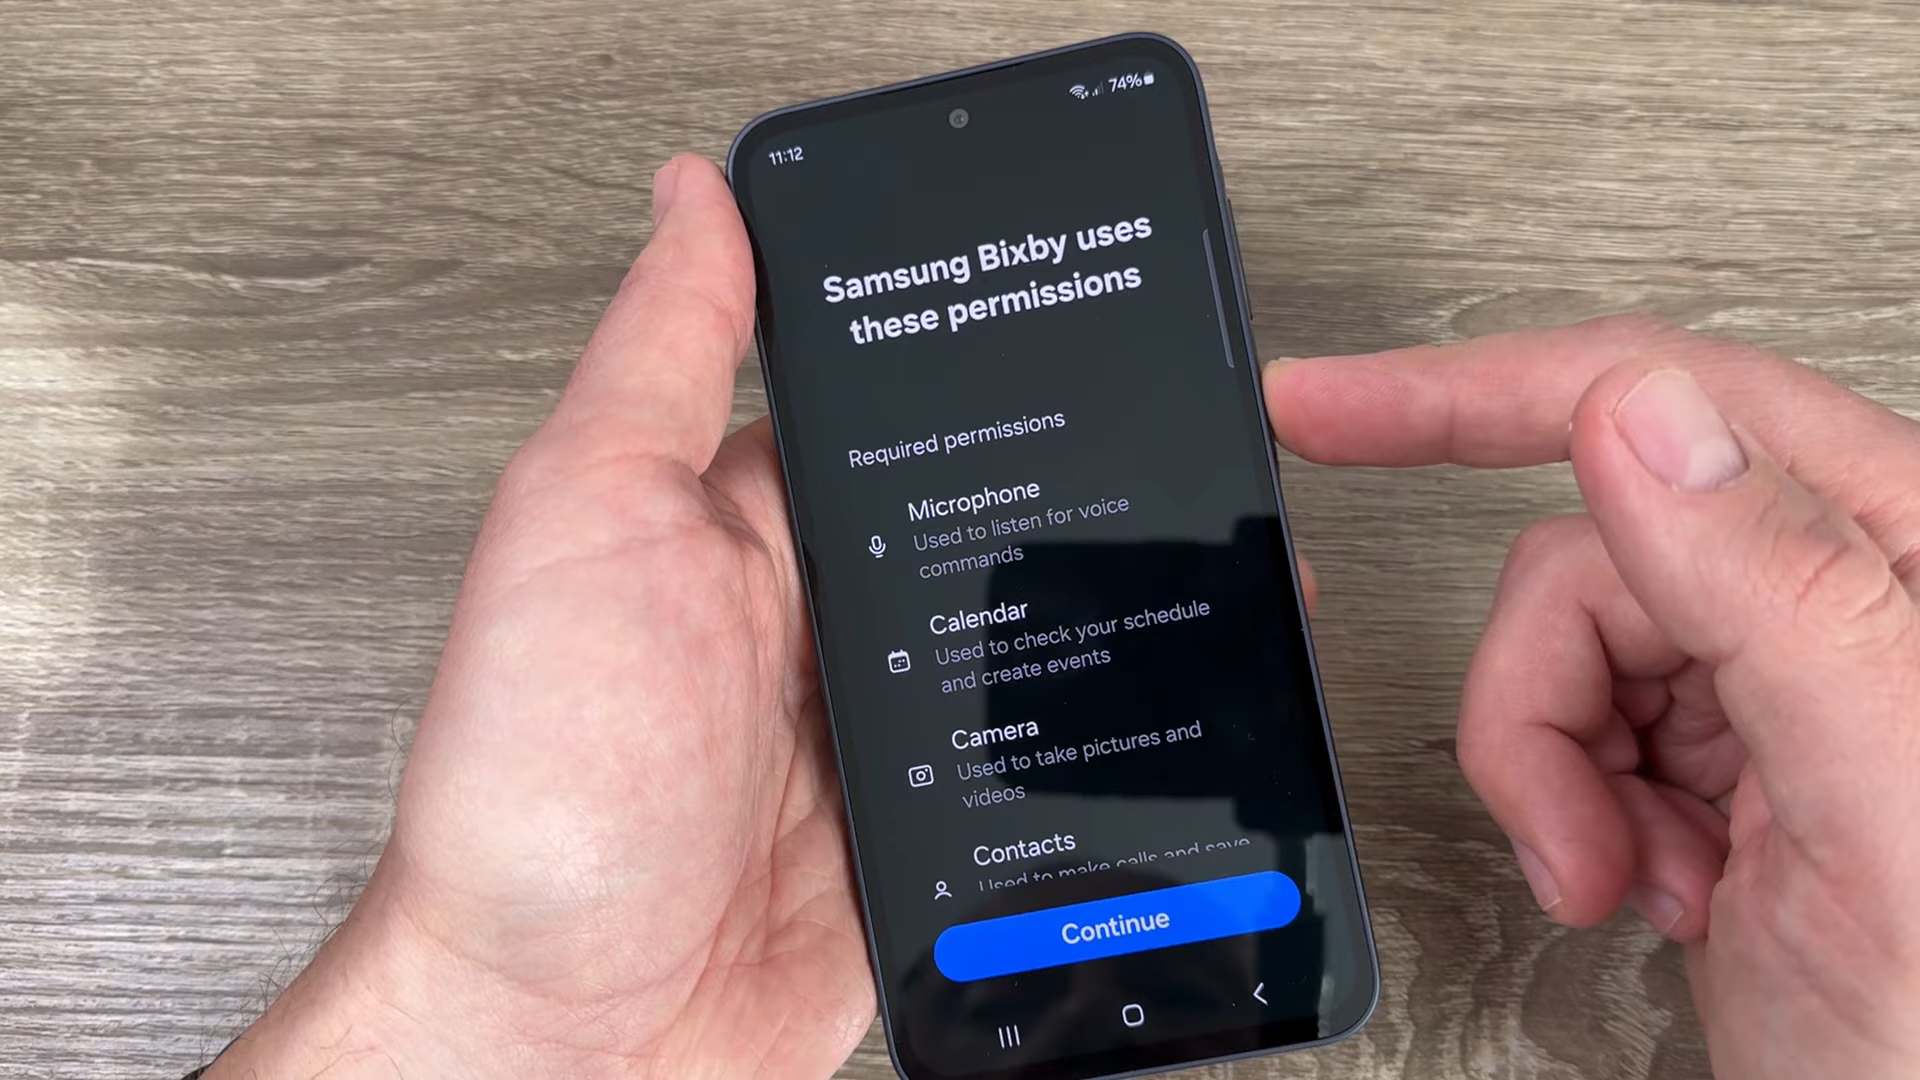 11:12
74%
Samsung Bixby uses
these permissions
Required permissions
Microphone
Used to listen for voice
commands
Calendar
Used to check your schedule
and create events
Camera
Used to take pictures and
videos
Contacts
Used to make calls and save
Continue